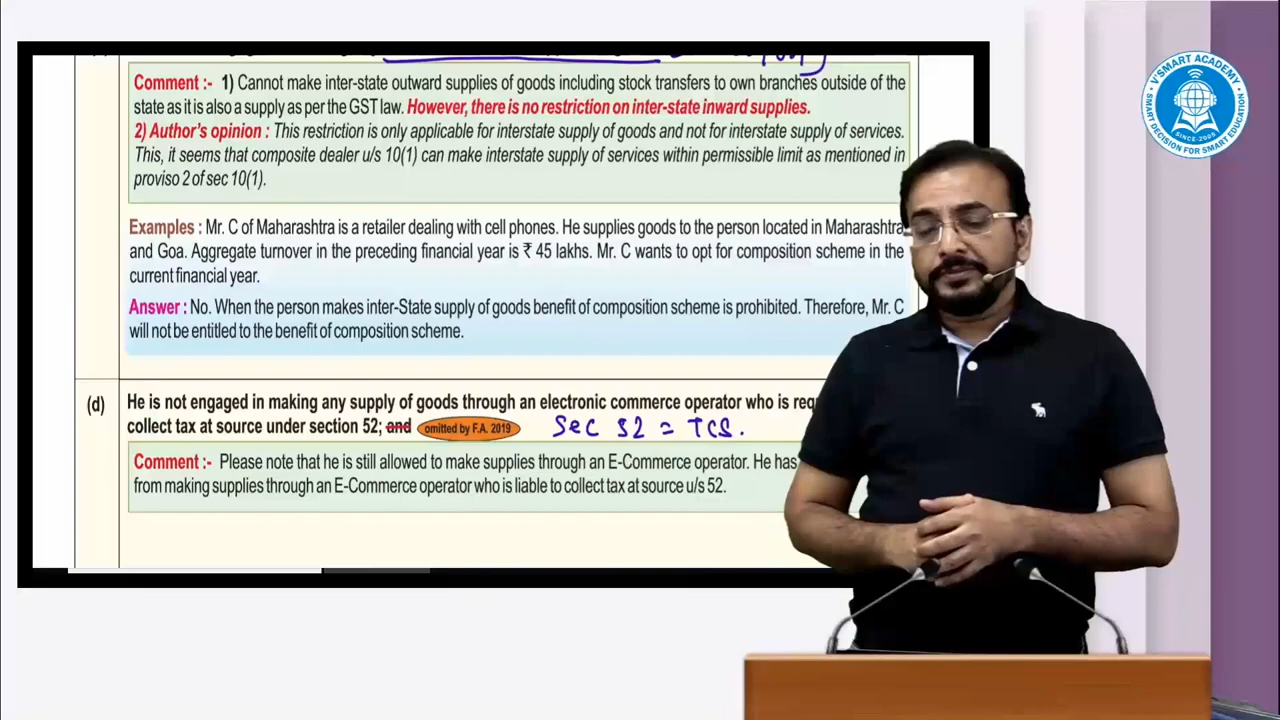 Comment :- 1) Cannot make inter-state outward supplies of goods including stock transfers to own branches outside of the
state as it is also a supply as per the GST law. However, there is no restriction on inter-state inward supplies.
2) Author's opinion : This restriction is only applicable for interstate supply of goods and not for interstate supply of services.
This, it seems that composite dealer u/s 10(1) can make interstate supply of services within permissible limit as mentioned in
proviso 2 of sec 10(1).
Examples : Mr. C of Maharashtra is a retailer dealing with cell phones. He supplies goods to the person located in Maharashtra
and Goa. Aggregate turnover in the preceding financial year is ₹ 45 lakhs. Mr. C wants to opt for composition scheme in the
current financial year.
Answer : No. When the person makes inter-State supply of goods benefit of composition scheme is prohibited. Therefore, Mr. C
will not be entitled to the benefit of composition scheme.
(d) He is not engaged in making any supply of goods through an electronic commerce operator who is
collect tax at source under section 52; and omitted by F.A. 2019 Sec 52 = TCS.
Comment :- Please note that he is still allowed to make supplies through an E-Commerce operator. He has
from making supplies through an E-Commerce operator who is liable to collect tax at source u/s 52.
V'SMART ACADEMY
SINCE-2005
SMART DECISION FOR SMART EDUCATION